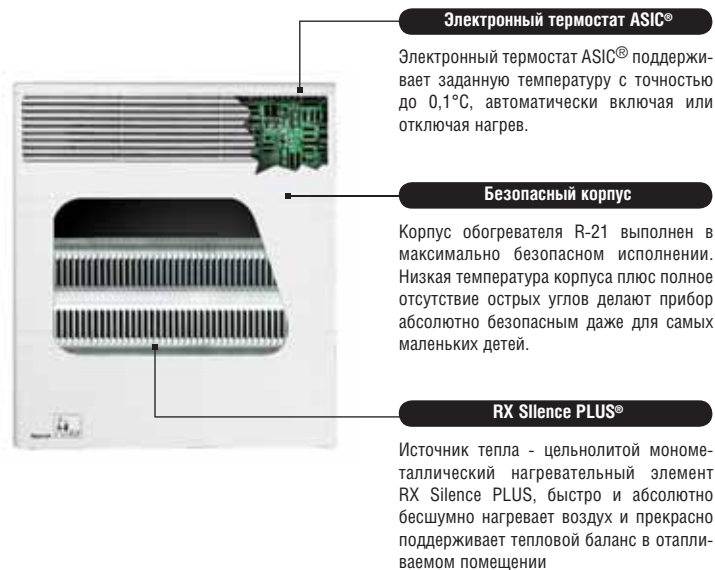 Электронный термостат ASIC®
Электронный термостат ASIC® поддержи-
вает заданную температуру с точностью
до 0,1°С, автоматически включая или
отключая нагрев.
Безопасный корпус
Корпус обогревателя R-21 выполнен в
максимально безопасном исполнении.
Низкая температура корпуса плюс полное
отсутствие острых углов делают прибор
абсолютно безопасным даже для самых
маленьких детей.
RX SIlence PLUS®
Источник тепла - цельнолитой мономе-
таллический нагревательный элемент
RX Silence PLUS, быстро и абсолютно
бесшумно нагревает воздух и прекрасно
поддерживает тепловой баланс в отапли-
ваемом помещении